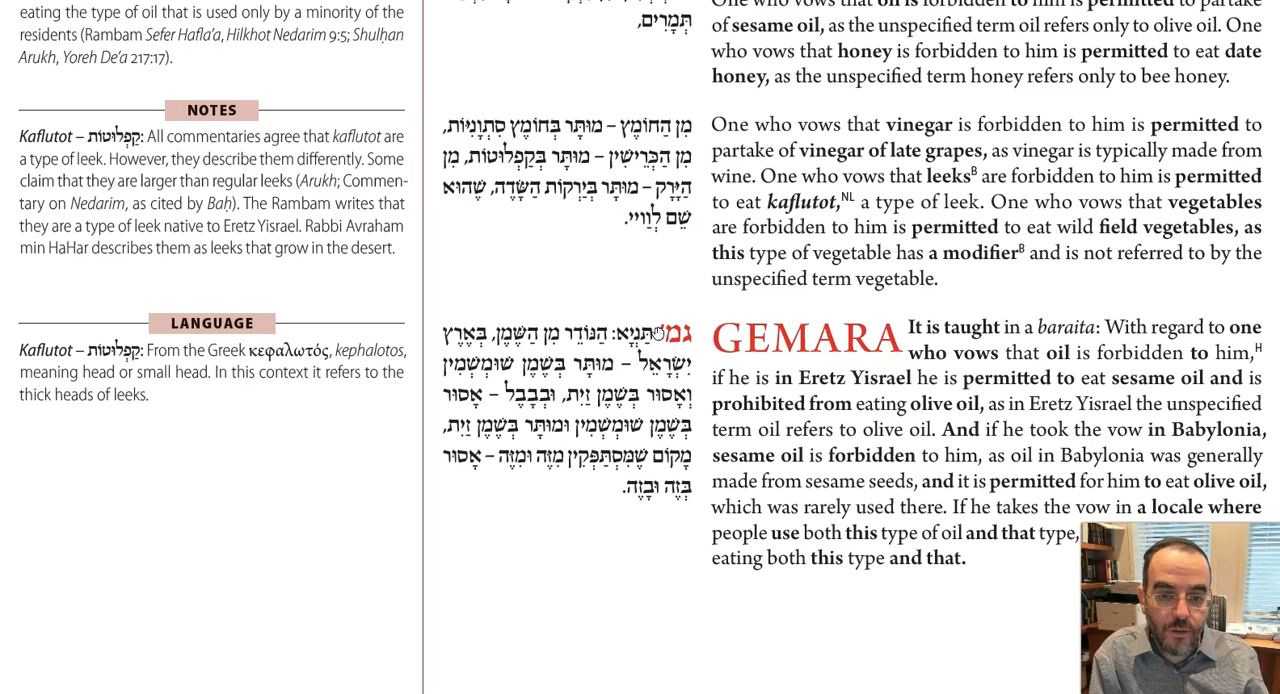 eating the type of oil that is used only by a minority of the
residents (Rambam Sefer Hafla'a, Hilkhot Nedarim 9:5; Shulḥan
Arukh, Yoreh De'a 217:17).
NOTES
Kaflutot – קַפְלוּטוֹת: All commentaries agree that kaflutot are
a type of leek. However, they describe them differently. Some
claim that they are larger than regular leeks (Arukh; Commen-
tary on Nedarim, as cited by Baḥ). The Rambam writes that
they are a type of leek native to Eretz Yisrael. Rabbi Avraham
min HaHar describes them as leeks that grow in the desert.
LANGUAGE
Kaflutot – קַפְלוּטוֹת: From the Greek κεφαλωτός, kephalotos,
meaning head or small head. In this context it refers to the
thick heads of leeks.
תְּמָרִים,
מִן הַחוֹמֶץ – מוּתָּר בְּחוֹמֶץ סִתְוָנִיּוֹת,
מִן הַכְּרֵישִׁין – מוּתָּר בְּקַפְלוּטוֹת, מִן
הַיָּרָק – מוּתָּר בְּיַרְקוֹת הַשָּׂדֶה, שֶׁהוּא
שֵׁם לְוַויי.
גמ׳ תַּנְיָא: הַנּוֹדֵר מִן הַשֶּׁמֶן, בְּאֶרֶץ
יִשְׂרָאֵל – מוּתָּר בְּשֶׁמֶן שׁוּמְשְׁמִין
וְאָסוּר בְּשֶׁמֶן זַיִת, וּבְבָבֶל – אָסוּר
בְּשֶׁמֶן שׁוּמְשְׁמִין וּמוּתָּר בְּשֶׁמֶן זַיִת,
מָקוֹם שֶׁמִּסְתַּפְּקִין מִזֶּה וּמִזֶּה – אָסוּר
בָּזֶה וּבָזֶה.
One who vows that oil is forbidden to him is permitted to partake
of sesame oil, as the unspecified term oil refers only to olive oil. One
who vows that honey is forbidden to him is permitted to eat date
honey, as the unspecified term honey refers only to bee honey.
One who vows that vinegar is forbidden to him is permitted to
partake of vinegar of late grapes, as vinegar is typically made from
wine. One who vows that leeksᴮ are forbidden to him is permitted
to eat kaflutot,ᴺᴸ a type of leek. One who vows that vegetables
are forbidden to him is permitted to eat wild field vegetables, as
this type of vegetable has a modifierᴮ and is not referred to by the
unspecified term vegetable.
GEMARA It is taught in a baraita: With regard to one
who vows that oil is forbidden to him,ᴴ
if he is in Eretz Yisrael he is permitted to eat sesame oil and is
prohibited from eating olive oil, as in Eretz Yisrael the unspecified
term oil refers to olive oil. And if he took the vow in Babylonia,
sesame oil is forbidden to him, as oil in Babylonia was generally
made from sesame seeds, and it is permitted for him to eat olive oil,
which was rarely used there. If he takes the vow in a locale where
people use both this type of oil and that type,
eating both this type and that.